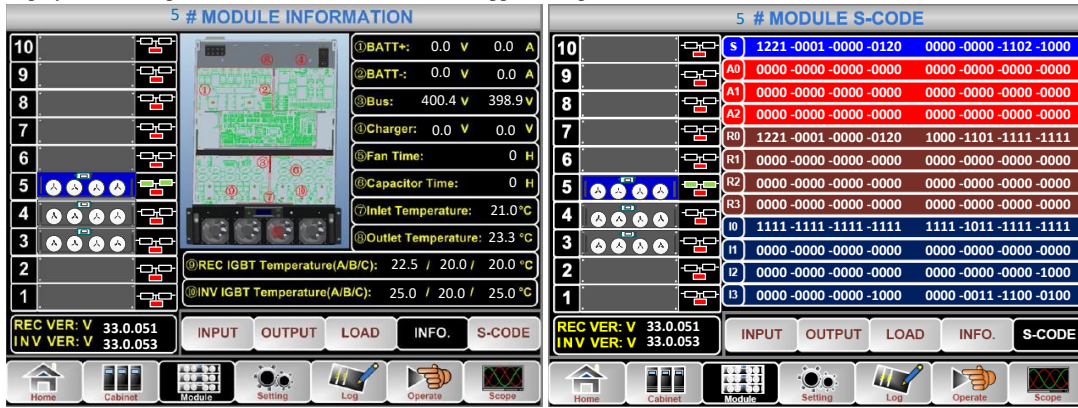 5 # MODULE INFORMATION
10
9
8
7
6
5
4
3
2
1
①BATT+: 0.0 V 0.0 A
②BATT-: 0.0 V 0.0 A
③Bus: 400.4 V 398.9 V
④Charger: 0.0 V 0.0 V
⑤Fan Time: 0 H
⑥Capacitor Time: 0 H
⑦Inlet Temperature: 21.0°C
⑧Outlet Temperature: 23.3 °C
⑨REC IGBT Temperature(A/B/C): 22.5 / 20.0 / 20.0 °C
⑩INV IGBT Temperature(A/B/C): 25.0 / 20.0 / 25.0 °C
REC VER: V 33.0.051
INV VER: V 33.0.053
INPUT OUTPUT LOAD INFO. S-CODE
Home Cabinet Module Setting Log Operate Scope
5 # MODULE S-CODE
10
9
8
7
6
5
4
3
2
1
S 1221 -0001 -0000 -0120 0000 -0000 -1102 -1000
A0 0000 -0000 -0000 -0000 0000 -0000 -0000 -0000
A1 0000 -0000 -0000 -0000 0000 -0000 -0000 -0000
A2 0000 -0000 -0000 -0000 0000 -0000 -0000 -0000
R0 1221 -0001 -0000 -0120 1000 -1101 -1111 -1111
R1 0000 -0000 -0000 -0000 0000 -0000 -0000 -0000
R2 0000 -0000 -0000 -0000 0000 -0000 -0000 -0000
R3 0000 -0000 -0000 -0000 0000 -0000 -0000 -0000
I0 1111 -1111 -1111 -1111 1111 -1011 -1111 -1111
I1 0000 -0000 -0000 -0000 0000 -0000 -0000 -0000
I2 0000 -0000 -0000 -0000 0000 -0000 -0000 -1000
I3 0000 -0000 -0000 -1000 0000 -0011 -1100 -0100
REC VER: V 33.0.051
INV VER: V 33.0.053
INPUT OUTPUT LOAD INFO. S-CODE
Home Cabinet Module Setting Log Operate Scope